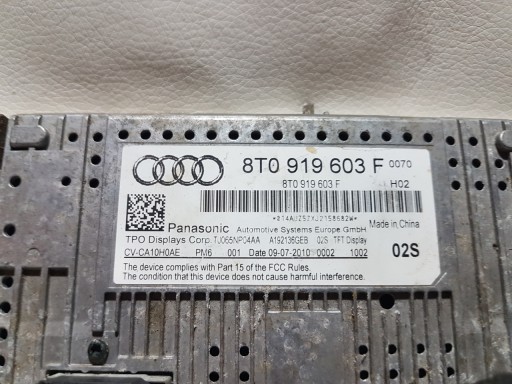 8T0 919 603 F 0070
8T0 919 603 F H02
Made in China
Panasonic Automotive Systems Europe.GmbH
TPO Displays Corp. TJ065NP04AA A192136GEB 02S TFT Display
CV-CA10H0AE PM6 001 Date 09-07-2010 0002 1002 02S
The device complies with Part 15 of the FCC Rules.
The condition that this device does not cause harmful interference.